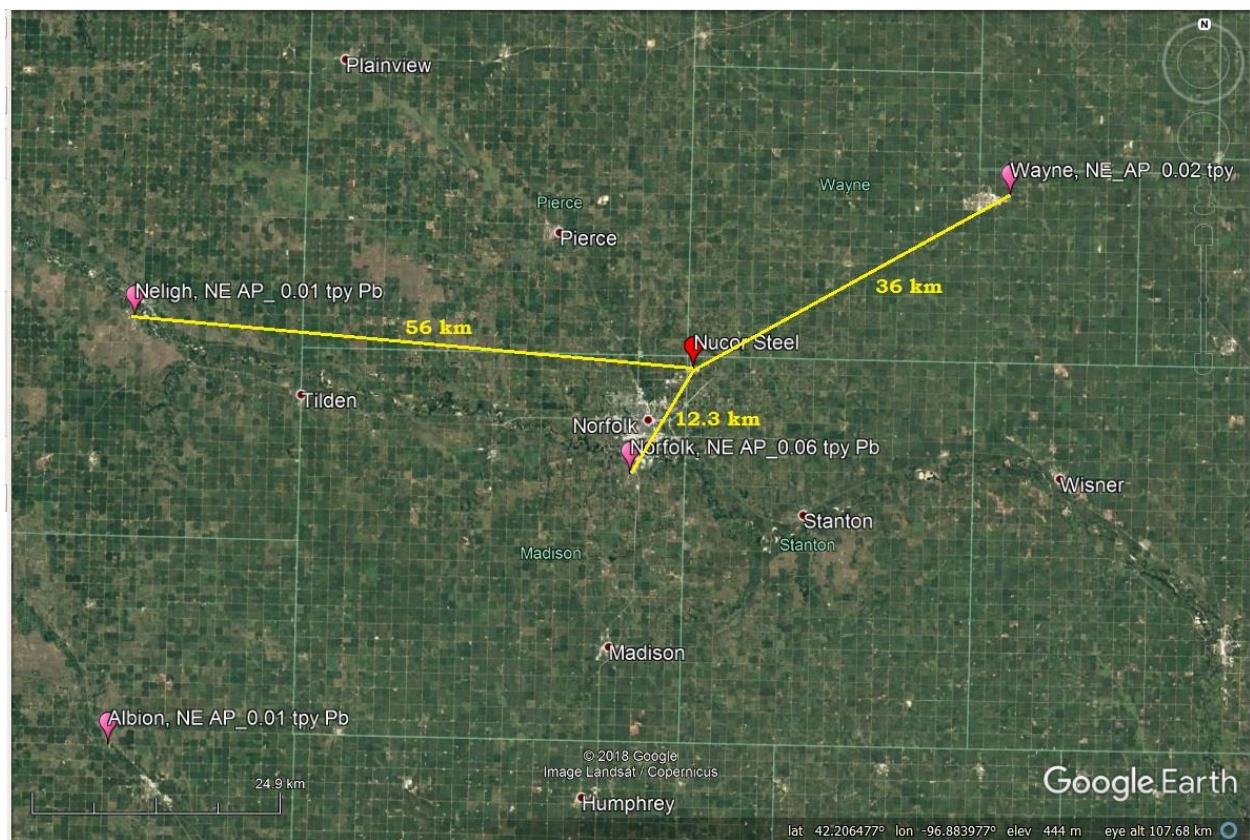 N
Plainview
Wayne, NE_AP_0.02 tpy
Wayne
Pierce
Pierce
Neligh, NE AP_ 0.01 tpy Pb
36 km
56 km
Nucor Steel
Tilden
12.3 km
Norfolk
Norfolk, NE AP_0.06 tpy Pb
Wisner
Stanton
Stanton
Madison
Madison
Albion, NE AP_0.01 tpy Pb
© 2018 Google
Image Landsat / Copernicus
24.9 km
Google Earth
Humphrey
lat 42.206477° lon -96.883977° elev 444 m eye alt 107.68 km